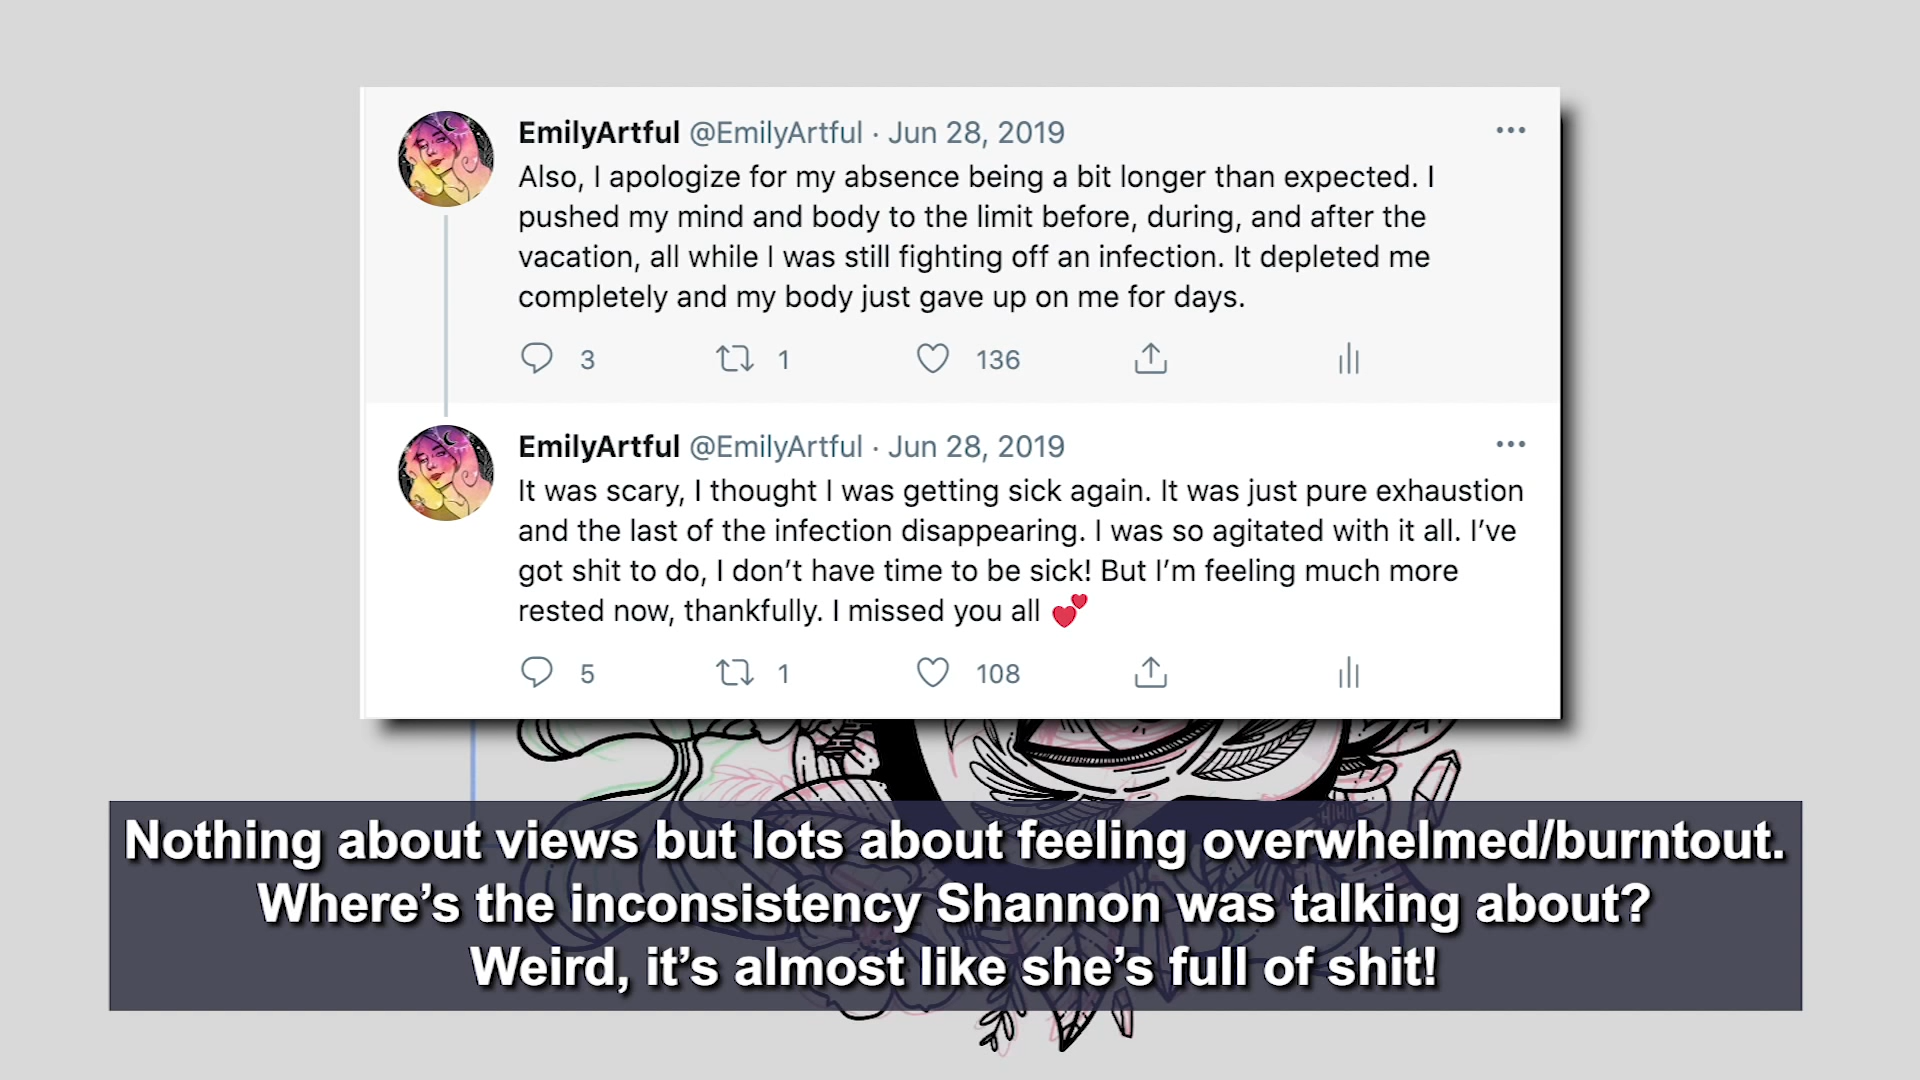 EmilyArtful @EmilyArtful · Jun 28, 2019
Also, I apologize for my absence being a bit longer than expected. I
pushed my mind and body to the limit before, during, and after the
vacation, all while I was still fighting off an infection. It depleted me
completely and my body just gave up on me for days.
3 1 136
EmilyArtful @EmilyArtful · Jun 28, 2019
It was scary, I thought I was getting sick again. It was just pure exhaustion
and the last of the infection disappearing. I was so agitated with it all. I’ve
got shit to do, I don’t have time to be sick! But I’m feeling much more
rested now, thankfully. I missed you all 💕
5 1 108
Nothing about views but lots about feeling overwhelmed/burntout.
Where’s the inconsistency Shannon was talking about?
Weird, it’s almost like she’s full of shit!